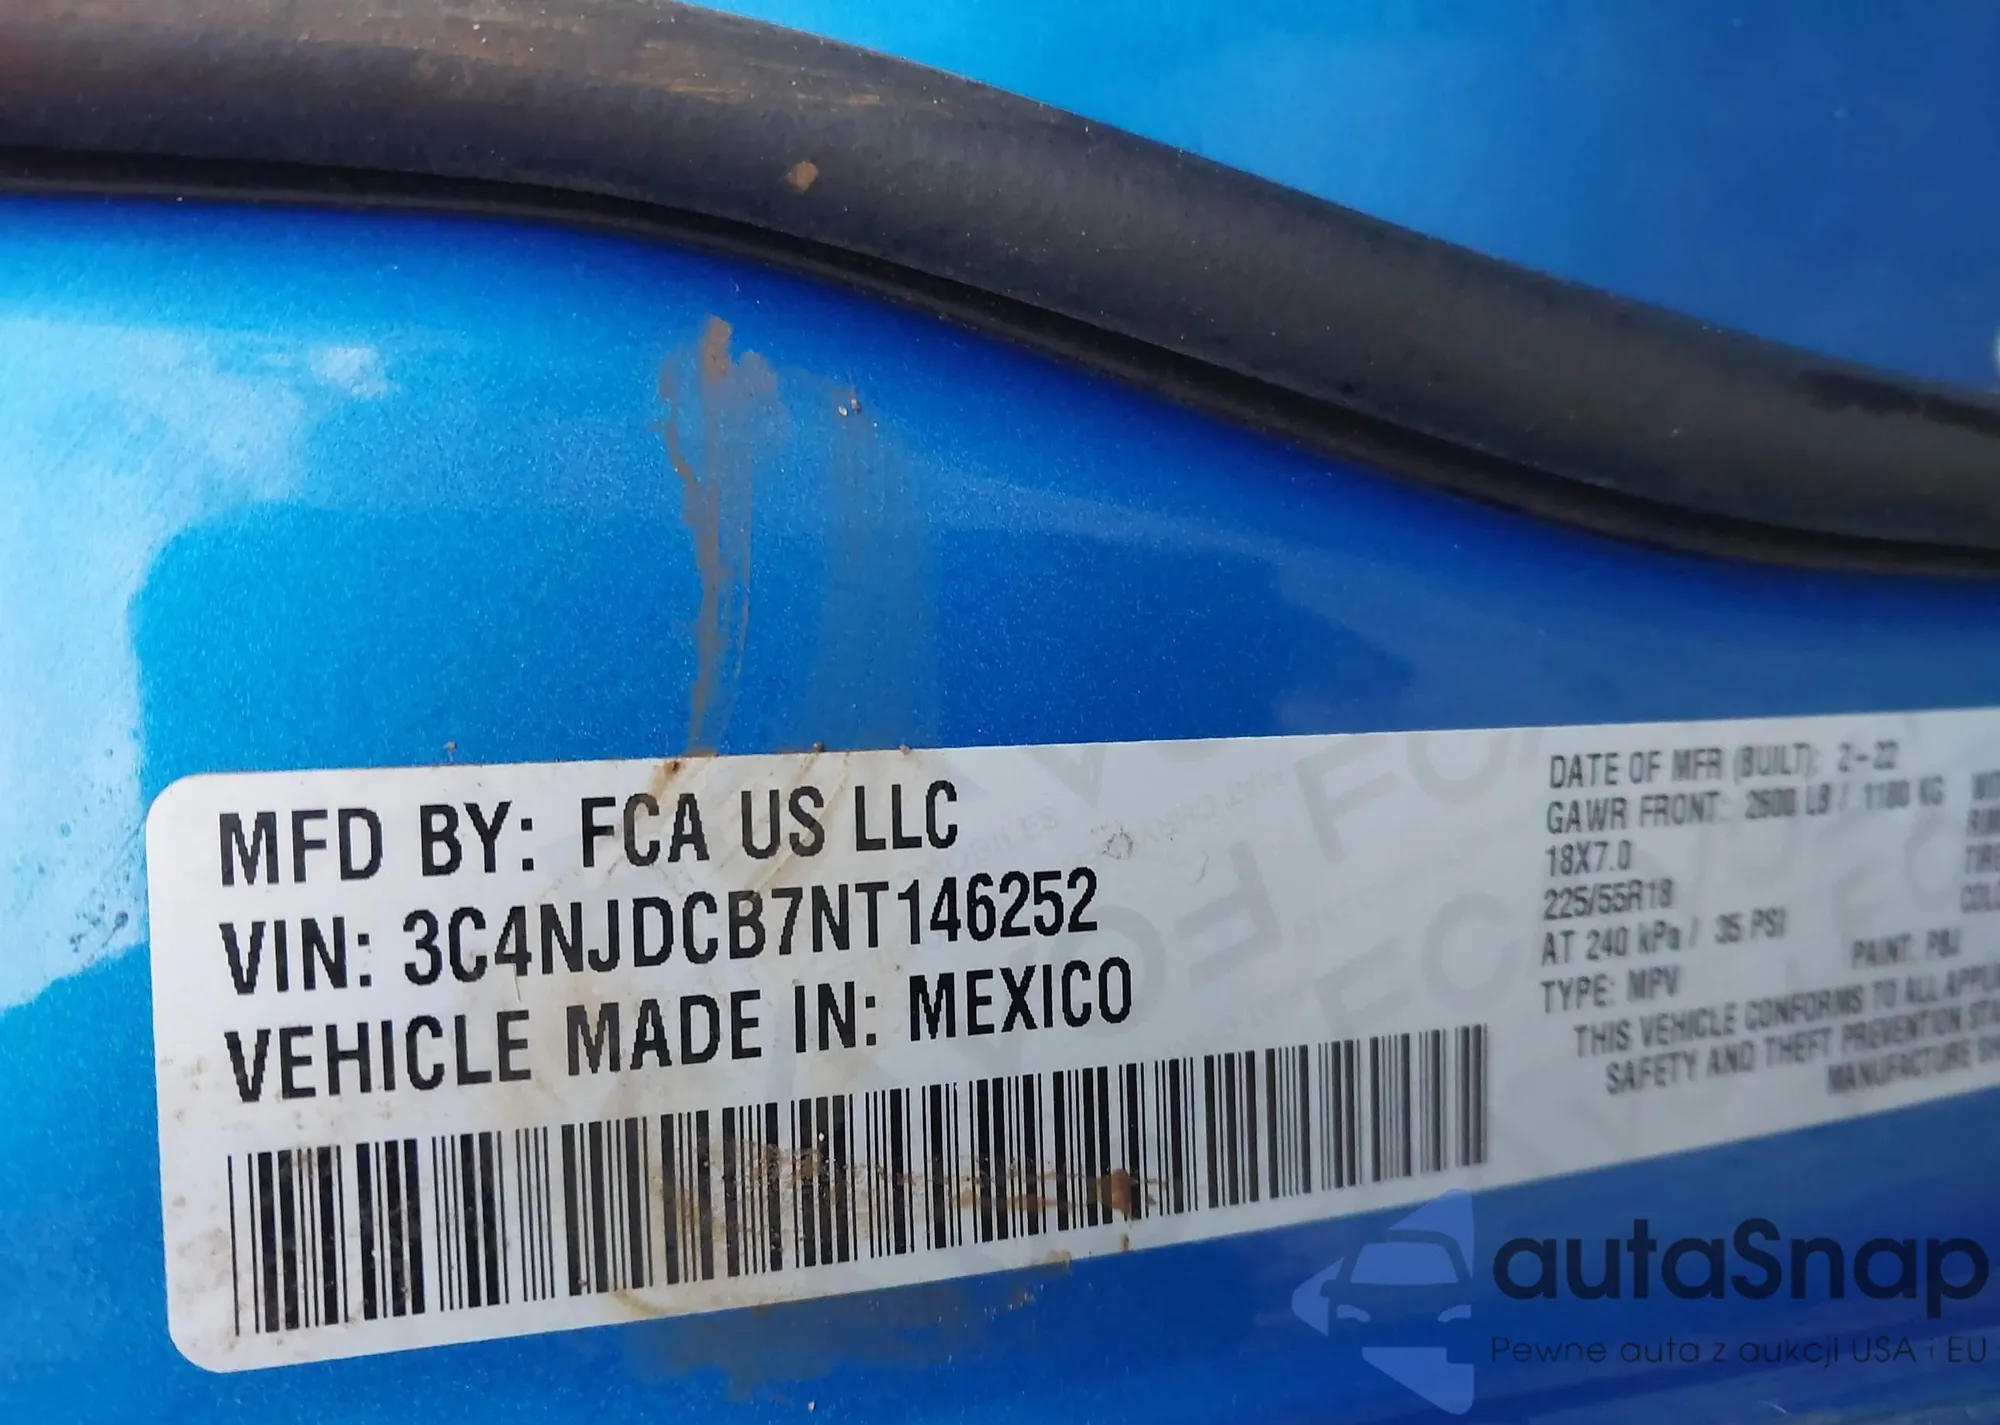 MFD BY: FCA US LLC
VIN: 3C4NJDCB7NT146252
VEHICLE MADE IN: MEXICO
DATE OF MFR (BUILT): 2-22
GAWR FRONT: 2600 LB / 1180 KG
18X7.0
225/55R18
AT 240 kPa / 35 PSI
TYPE: MPV PAINT: PBJ
THIS VEHICLE CONFORMS TO ALL
SAFETY AND THEFT PREVENTION
MANUFACTURE
autaSnap
Pewne auta z aukcji USA i EU